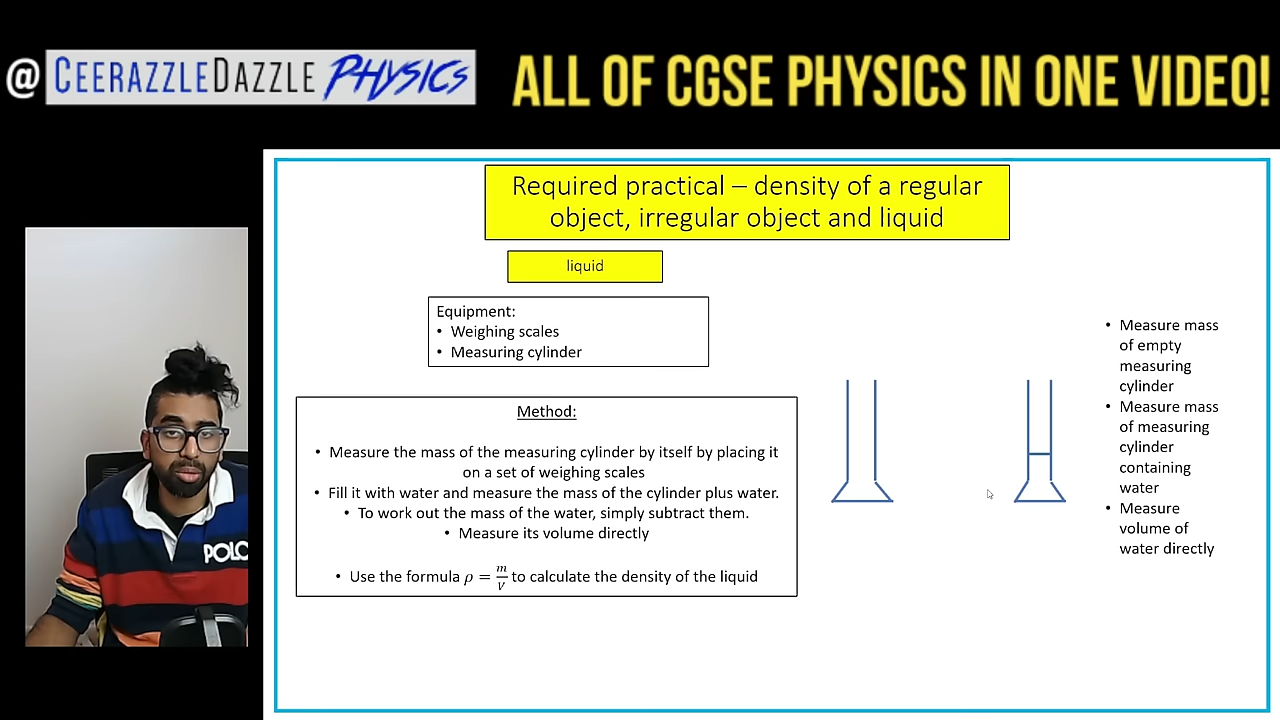 @ CEERAZZLEDAZZLE PHYSICS
ALL OF CGSE PHYSICS IN ONE VIDEO!
Required practical – density of a regular
object, irregular object and liquid
liquid
Equipment:
• Weighing scales
• Measuring cylinder
Method:
• Measure the mass of the measuring cylinder by itself by placing it
on a set of weighing scales
• Fill it with water and measure the mass of the cylinder plus water.
• To work out the mass of the water, simply subtract them.
• Measure its volume directly
• Use the formula ρ = m/V to calculate the density of the liquid
• Measure mass
of empty
measuring
cylinder
• Measure mass
of measuring
cylinder
containing
water
• Measure
volume of
water directly
POLO